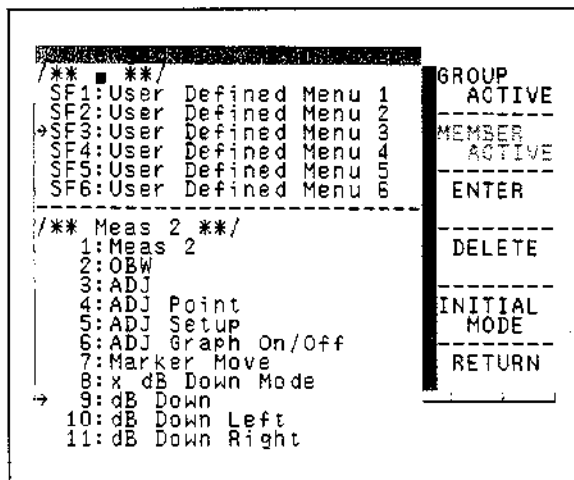 /** ■ **/
SF1:User Defined Menu 1
SF2:User Defined Menu 2
→SF3:User Defined Menu 3
SF4:User Defined Menu 4
SF5:User Defined Menu 5
SF6:User Defined Menu 6
/** Meas 2 **/
1:Meas 2
2:OBW
3:ADJ
4:ADJ Point
5:ADJ Setup
6:ADJ Graph On/Off
7:Marker Move
8:x dB Down Mode
→ 9:dB Down
10:dB Down Left
11:dB Down Right
GROUP
ACTIVE
MEMBER
ACTIVE
ENTER
DELETE
INITIAL
MODE
RETURN